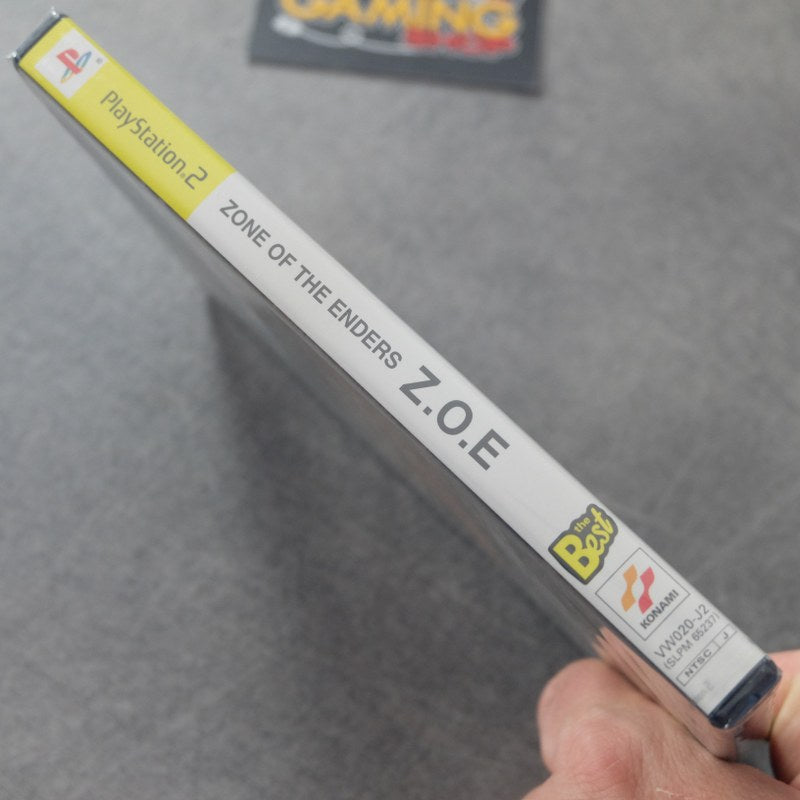 GAMING
PlayStation.2
ZONE OF THE ENDERS Z.O.E
the
Best
KONAMI
VW020-J2
(SLPM 65237)
NTSC J